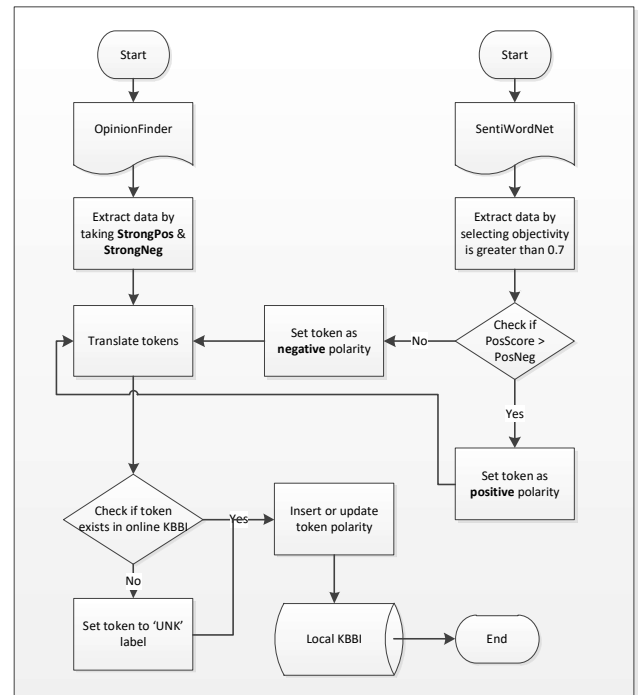 Start
Start
OpinionFinder
SentiWordNet
Extract data by
taking StrongPos &
StrongNeg
Extract data by
selecting objectivity
is greater than 0.7
Translate tokens
Set token as
negative polarity
No
Check if
PosScore >
PosNeg
Yes
Set token as
positive polarity
Check if token
exists in online KBBI
Yes
Insert or update
token polarity
No
Set token to 'UNK'
label
Local KBBI
End